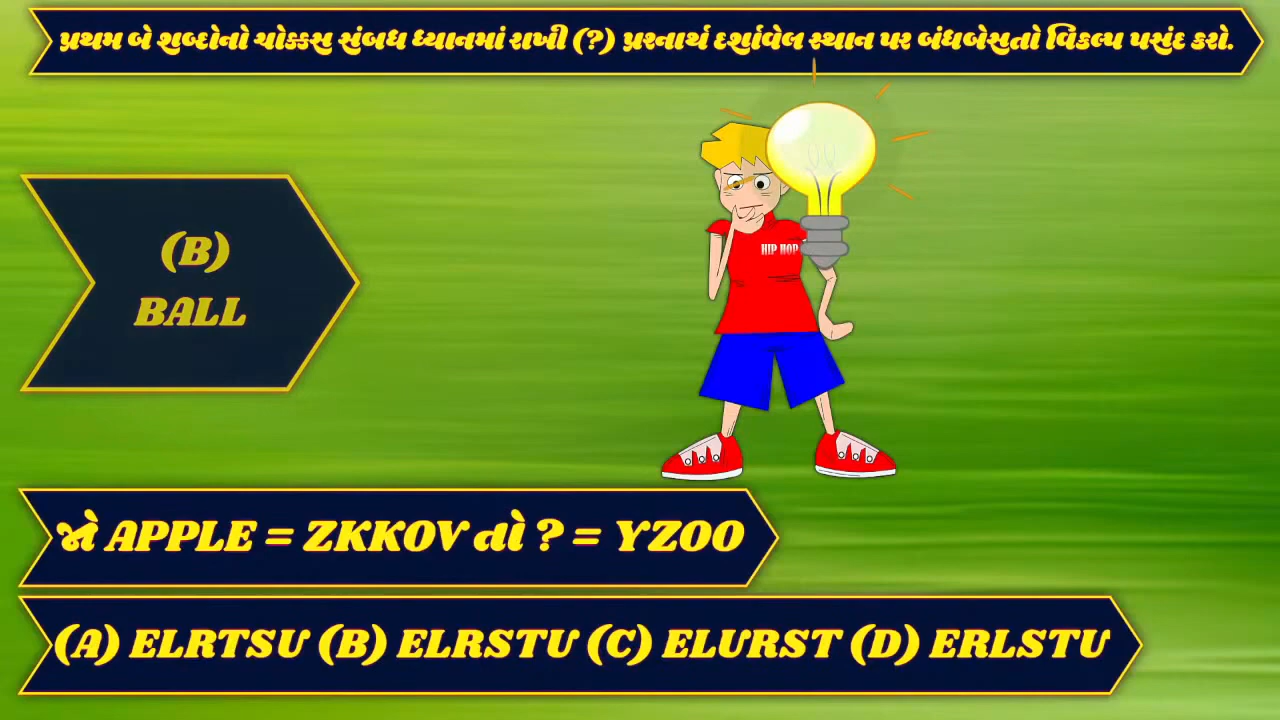 પ્રથમ બે શબ્દોનો ચોક્કસ સંબધ ધ્યાનમાં રાખી (?) પ્રશ્નાર્થ દર્શાવેલ સ્થાન પર બંધબેસતો વિકલ્પ પસંદ કરો.
(B)
BALL
HIP HOP
જો APPLE = ZKKOV તો ? = YZOO
(A) ELRTSU (B) ELRSTU (C) ELURST (D) ERLSTU